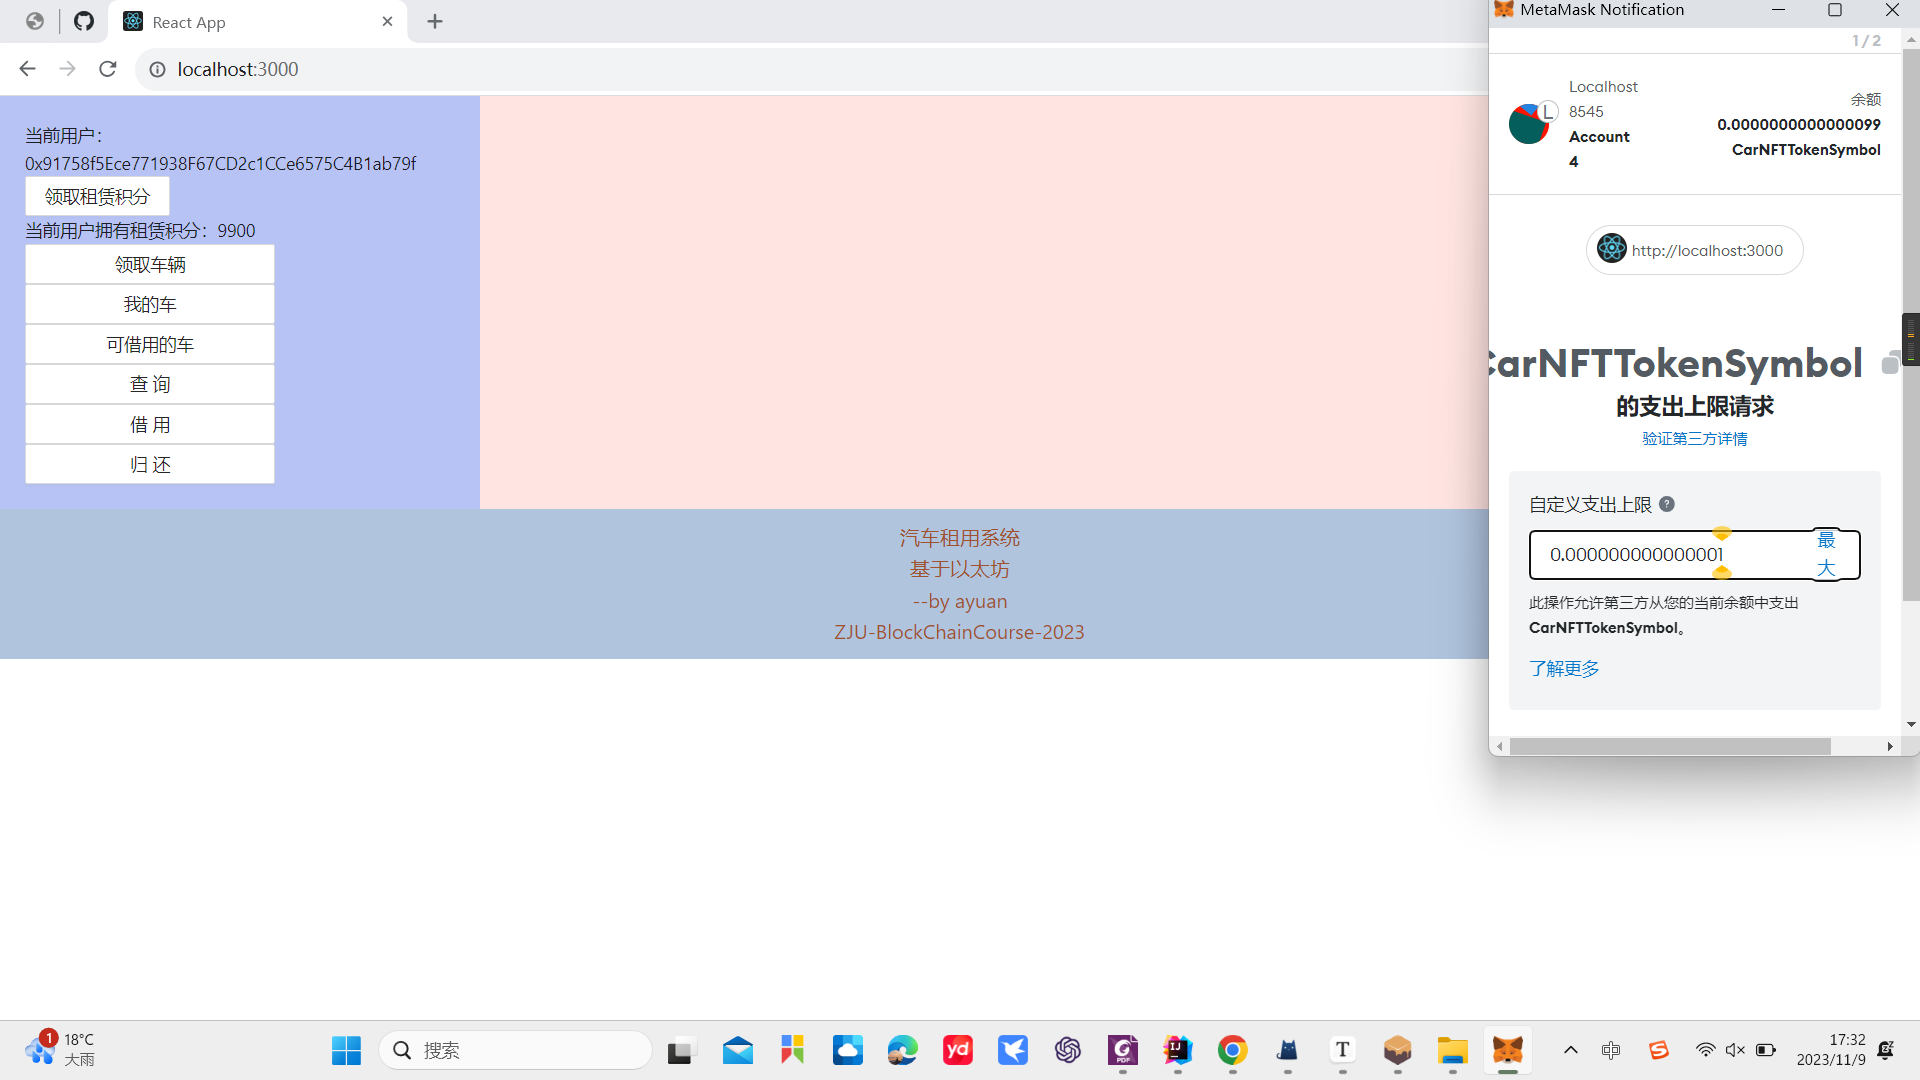 React App
localhost:3000
当前用户：
0x91758f5Ece771938F67CD2c1CCe6575C4B1ab79f
领取租赁积分
当前用户拥有租赁积分：9900
领取车辆
我的车
可借用的车
查 询
借 用
归 还
汽车租用系统
基于以太坊
--by ayuan
ZJU-BlockChainCourse-2023
MetaMask Notification
1 / 2
Localhost
8545
Account
4
L
余额
0.0000000000000099
CarNFTTokenSymbol
http://localhost:3000
CarNFTTokenSymbol
的支出上限请求
验证第三方详情
自定义支出上限 ?
0.000000000000001
最
大
此操作允许第三方从您的当前余额中支出
CarNFTTokenSymbol。
了解更多
1
18°C
大雨
搜索
yd
G
PDF
IJ
T
中
S
17:32
2023/11/9